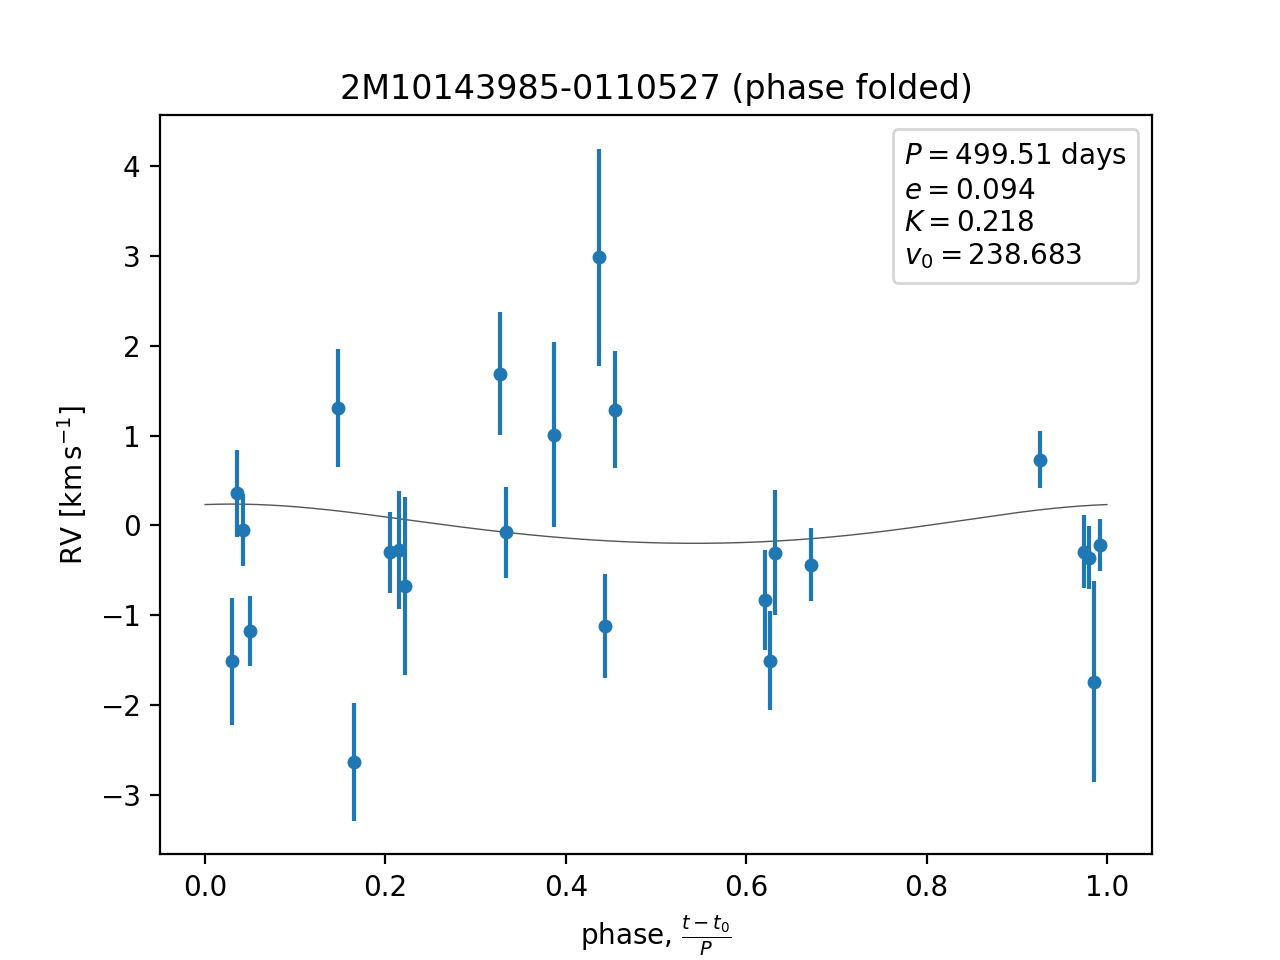 2M10143985-0110527 (phase folded)
P = 499.51 days
e = 0.094
K = 0.218
v₀ = 238.683
RV [km s⁻¹]
4
3
2
1
0
−1
−2
−3
0.0 0.2 0.4 0.6 0.8 1.0
phase, (t − t₀)/P